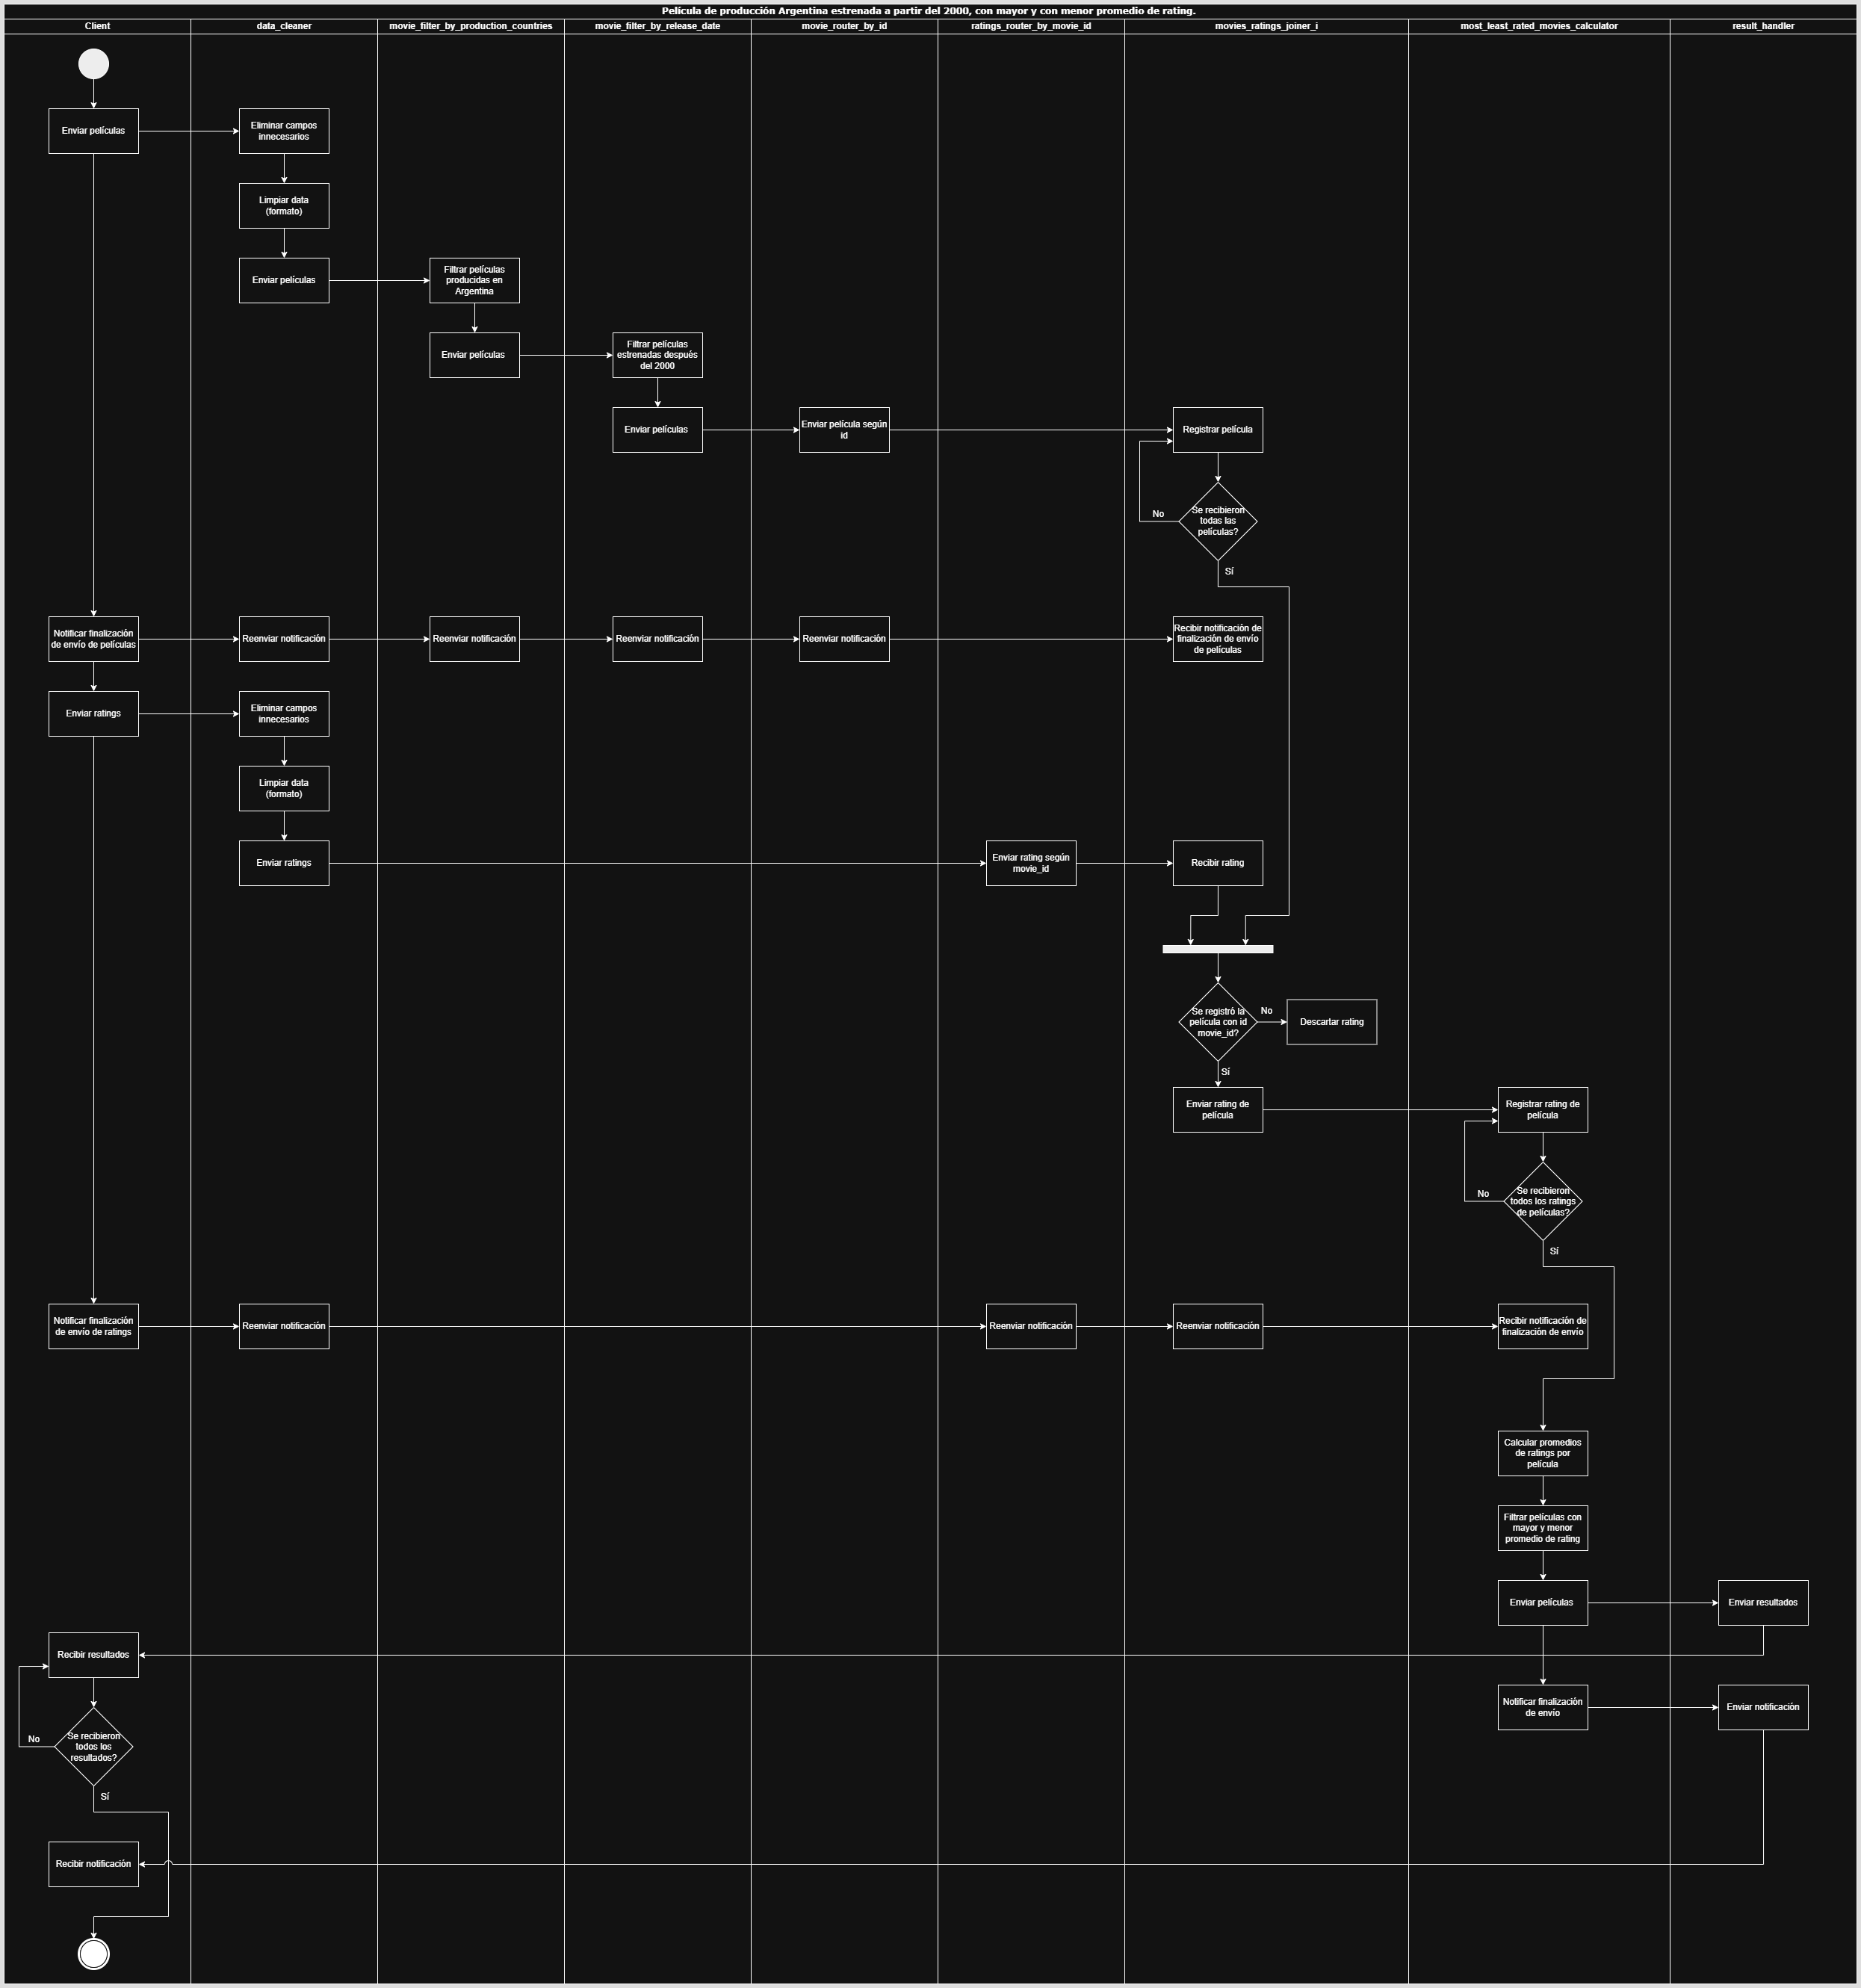 Película de producción Argentina estrenada a partir del 2000, con mayor y con menor promedio de rating.
Client
data_cleaner
movie_filter_by_production_countries
movie_filter_by_release_date
movie_router_by_id
ratings_router_by_movie_id
movies_ratings_joiner_i
most_least_rated_movies_calculator
result_handler
Enviar películas
Eliminar campos
innecesarios
Limpiar data
(formato)
Enviar películas
Filtrar películas
producidas en
Argentina
Enviar películas
Filtrar películas
estrenadas después
del 2000
Enviar películas
Enviar película según
id
Registrar película
Se recibieron
todas las
películas?
No
Sí
Notificar finalización
de envío de películas
Reenviar notificación
Reenviar notificación
Reenviar notificación
Reenviar notificación
Recibir notificación de
finalización de envío
de películas
Enviar ratings
Eliminar campos
innecesarios
Limpiar data
(formato)
Enviar ratings
Enviar rating según
movie_id
Recibir rating
Se registró la
película con id
movie_id?
No
Descartar rating
Sí
Enviar rating de
película
Registrar rating de
película
Se recibieron
todos los ratings
de películas?
No
Sí
Notificar finalización
de envío de ratings
Reenviar notificación
Reenviar notificación
Reenviar notificación
Recibir notificación de
finalización de envío
Calcular promedios
de ratings por
película
Filtrar películas con
mayor y menor
promedio de rating
Enviar películas
Enviar resultados
Recibir resultados
Notificar finalización
de envío
Enviar notificación
Se recibieron
todos los
resultados?
No
Sí
Recibir notificación